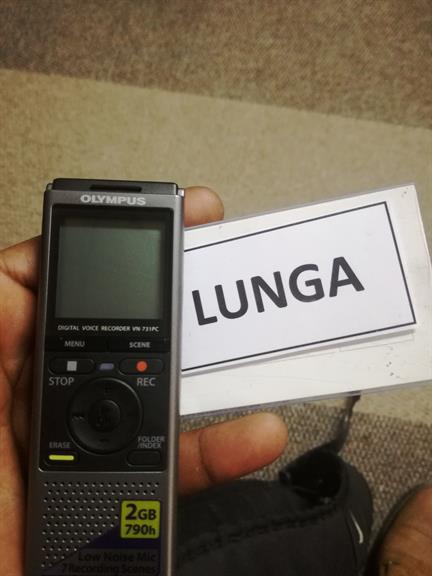 OLYMPUS
DIGITAL VOICE RECORDER VN-731PC
MENU
SCENE
STOP
REC
ERASE
FOLDER
/INDEX
2GB
790h
Low Noise Mic
7 Recording Scenes
LUNGA